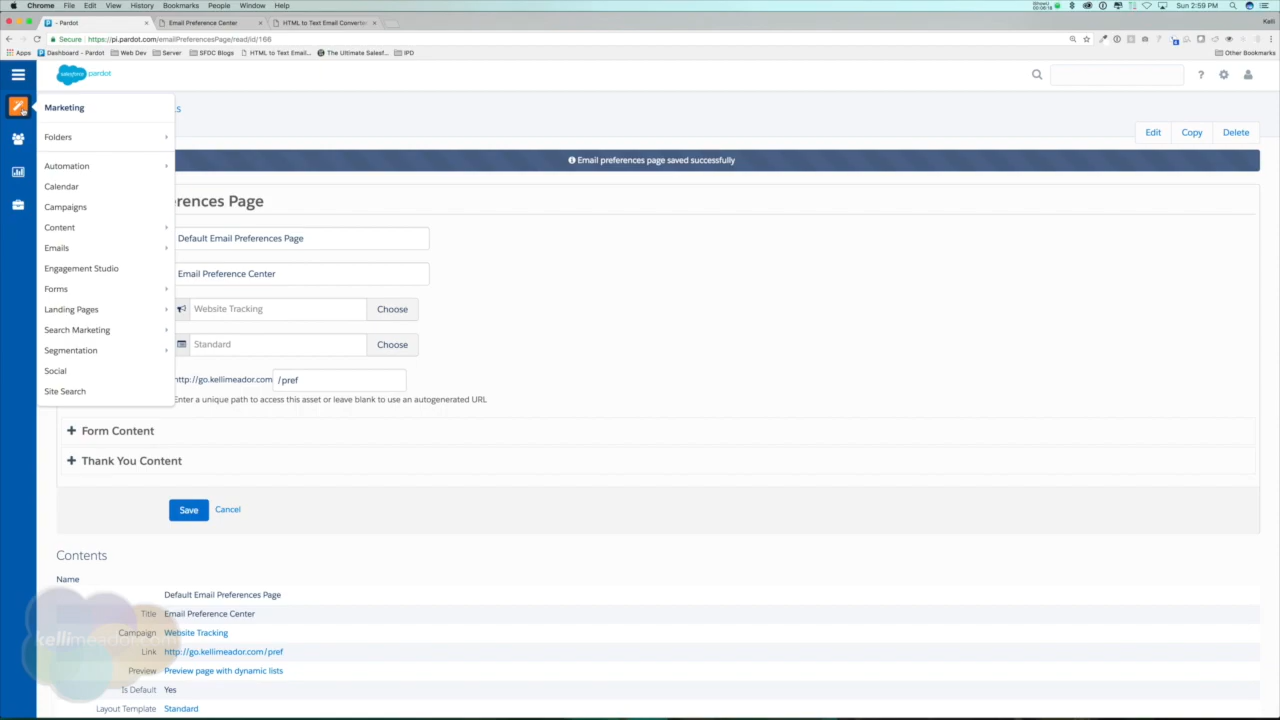 Chrome File Edit View History Bookmarks People Window Help
Sun 2:59 PM
- Pardot
Email Preference Center
HTML to Text Email Converter
Kelli
Secure https://pi.pardot.com/emailPreferencesPage/read/id/166
Apps Dashboard - Pardot Web Dev Server SFDC Blogs HTML to Text Email... The Ultimate Salesf... IPD Other Bookmarks
salesforce pardot
Marketing
Folders
Automation
Calendar
Campaigns
Content
Emails
Engagement Studio
Forms
Landing Pages
Search Marketing
Segmentation
Social
Site Search
Edit Copy Delete
Email preferences page saved successfully
rences Page
Default Email Preferences Page
Email Preference Center
Website Tracking Choose
Standard Choose
http://go.kellimeador.com /pref
Enter a unique path to access this asset or leave blank to use an autogenerated URL
+ Form Content
+ Thank You Content
Save Cancel
Contents
Name
Default Email Preferences Page
Title Email Preference Center
Campaign Website Tracking
Link http://go.kellimeador.com/pref
Preview Preview page with dynamic lists
Is Default Yes
Layout Template Standard